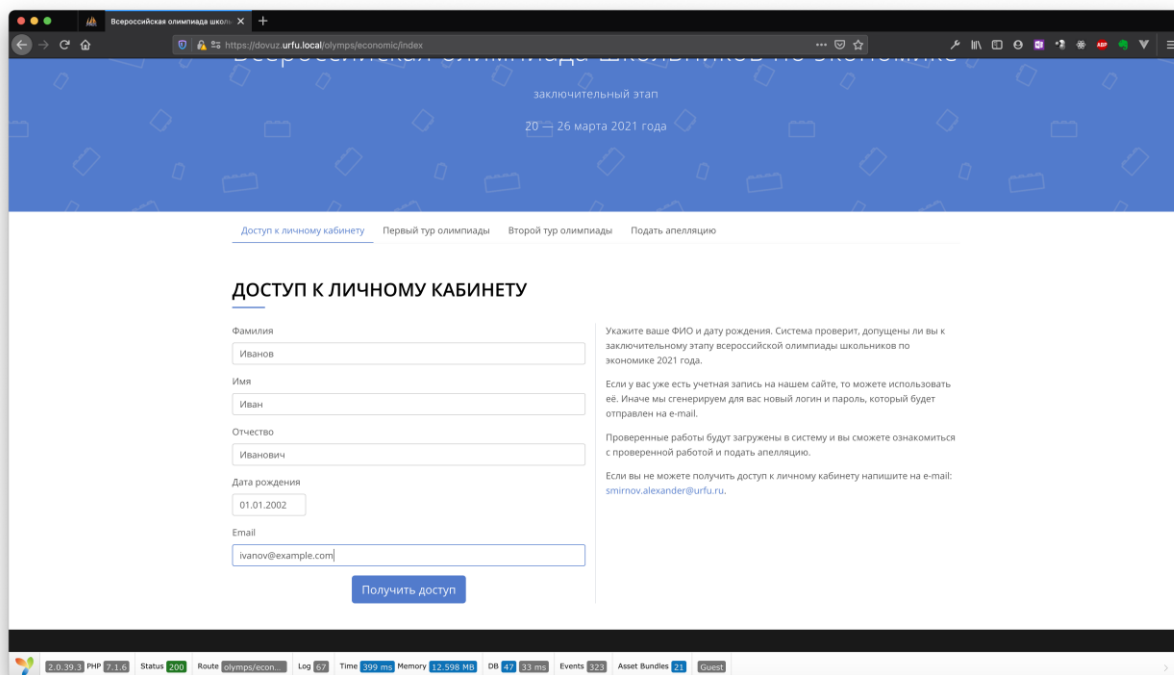 Всероссийская олимпиада школь
https://dovuz.urfu.local/olymps/economic/index
ABP
Всероссийская олимпиада школьников по экономике
заключительный этап
20 — 26 марта 2021 года
Доступ к личному кабинету Первый тур олимпиады Второй тур олимпиады Подать апелляцию
ДОСТУП К ЛИЧНОМУ КАБИНЕТУ
Фамилия
Иванов
Имя
Иван
Отчество
Иванович
Дата рождения
01.01.2002
Email
ivanov@example.com
Получить доступ
Укажите ваше ФИО и дату рождения. Система проверит, допущены ли вы к
заключительному этапу всероссийской олимпиады школьников по
экономике 2021 года.
Если у вас уже есть учетная запись на нашем сайте, то можете использовать
её. Иначе мы сгенерируем для вас новый логин и пароль, который будет
отправлен на e-mail.
Проверенные работы будут загружены в систему и вы сможете ознакомиться
с проверенной работой и подать апелляцию.
Если вы не можете получить доступ к личному кабинету напишите на e-mail:
smirnov.alexander@urfu.ru.
2.0.39.3 PHP 7.1.6 Status 200 Route olymps/econ... Log 67 Time 399 ms Memory 12.598 MB DB 47 33 ms Events 323 Asset Bundles 21 Guest